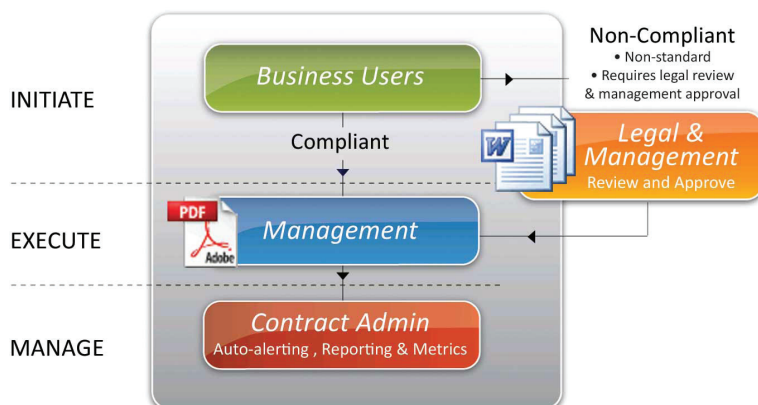 INITIATE
Business Users
Compliant
Non-Compliant
• Non-standard
• Requires legal review
& management approval
W
Legal &
Management
Review and Approve
EXECUTE
PDF
Adobe
Management
MANAGE
Contract Admin
Auto-alerting , Reporting & Metrics